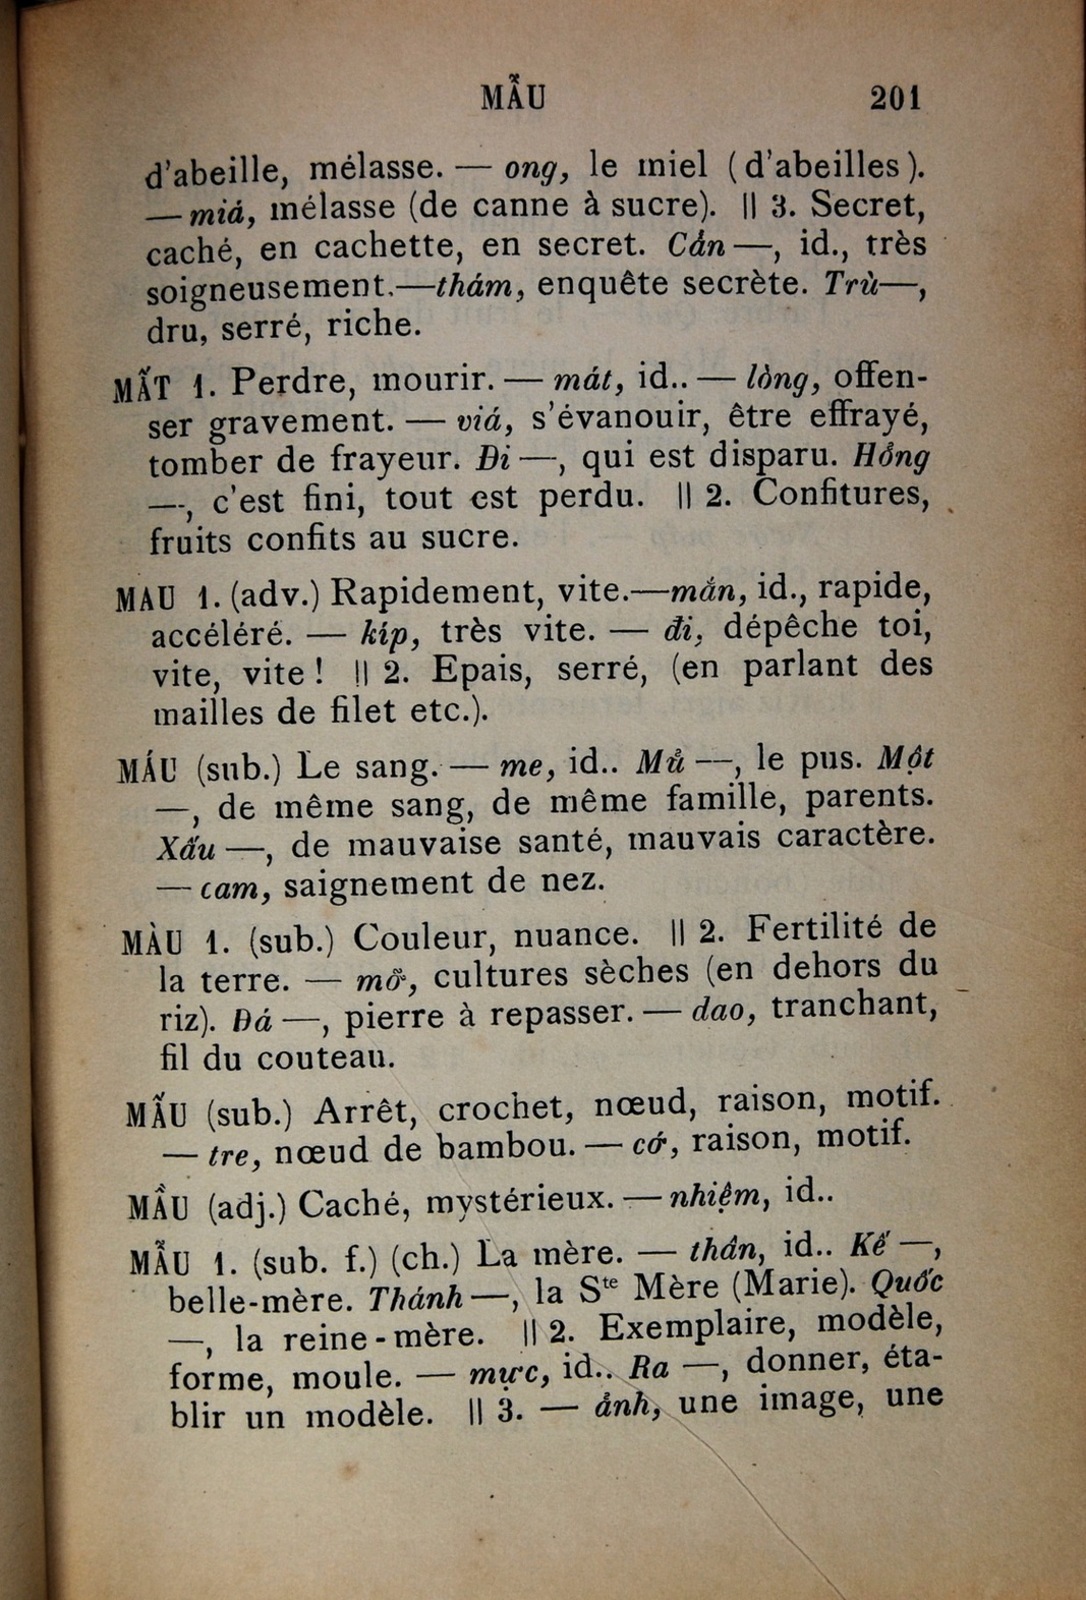 MẪU 201
d'abeille, mélasse. — ong, le miel (d'abeilles).
— miá, mélasse (de canne à sucre). || 3. Secret,
caché, en cachette, en secret. Cẩn —, id., très
soigneusement.—thám, enquête secrète. Trù—,
dru, serré, riche.
MẤT 1. Perdre, mourir. — mát, id.. — lòng, offen-
ser gravement. — viá, s'évanouir, être effrayé,
tomber de frayeur. Đi —, qui est disparu. Hổng
—, c'est fini, tout est perdu. || 2. Confitures,
fruits confits au sucre.
MAU 1. (adv.) Rapidement, vite.—mắn, id., rapide,
accéléré. — kíp, très vite. — đi, dépêche toi,
vite, vite ! || 2. Epais, serré, (en parlant des
mailles de filet etc.).
MÁU (sub.) Le sang. — me, id.. Mủ —, le pus. Một
—, de même sang, de même famille, parents.
Xấu —, de mauvaise santé, mauvais caractère.
— cam, saignement de nez.
MÀU 1. (sub.) Couleur, nuance. || 2. Fertilité de
la terre. — mỡ, cultures sèches (en dehors du
riz). Đá —, pierre à repasser. — dao, tranchant,
fil du couteau.
MẤU (sub.) Arrêt, crochet, nœud, raison, motif.
— tre, nœud de bambou. — cớ, raison, motif.
MẦU (adj.) Caché, mystérieux. — nhiệm, id..
MẪU 1. (sub. f.) (ch.) La mère. — thân, id.. Kế —,
belle-mère. Thánh —, la Ste Mère (Marie). Quốc
—, la reine-mère. || 2. Exemplaire, modèle,
forme, moule. — mực, id.. Ra —, donner, éta-
blir un modèle. || 3. — ảnh, une image, une